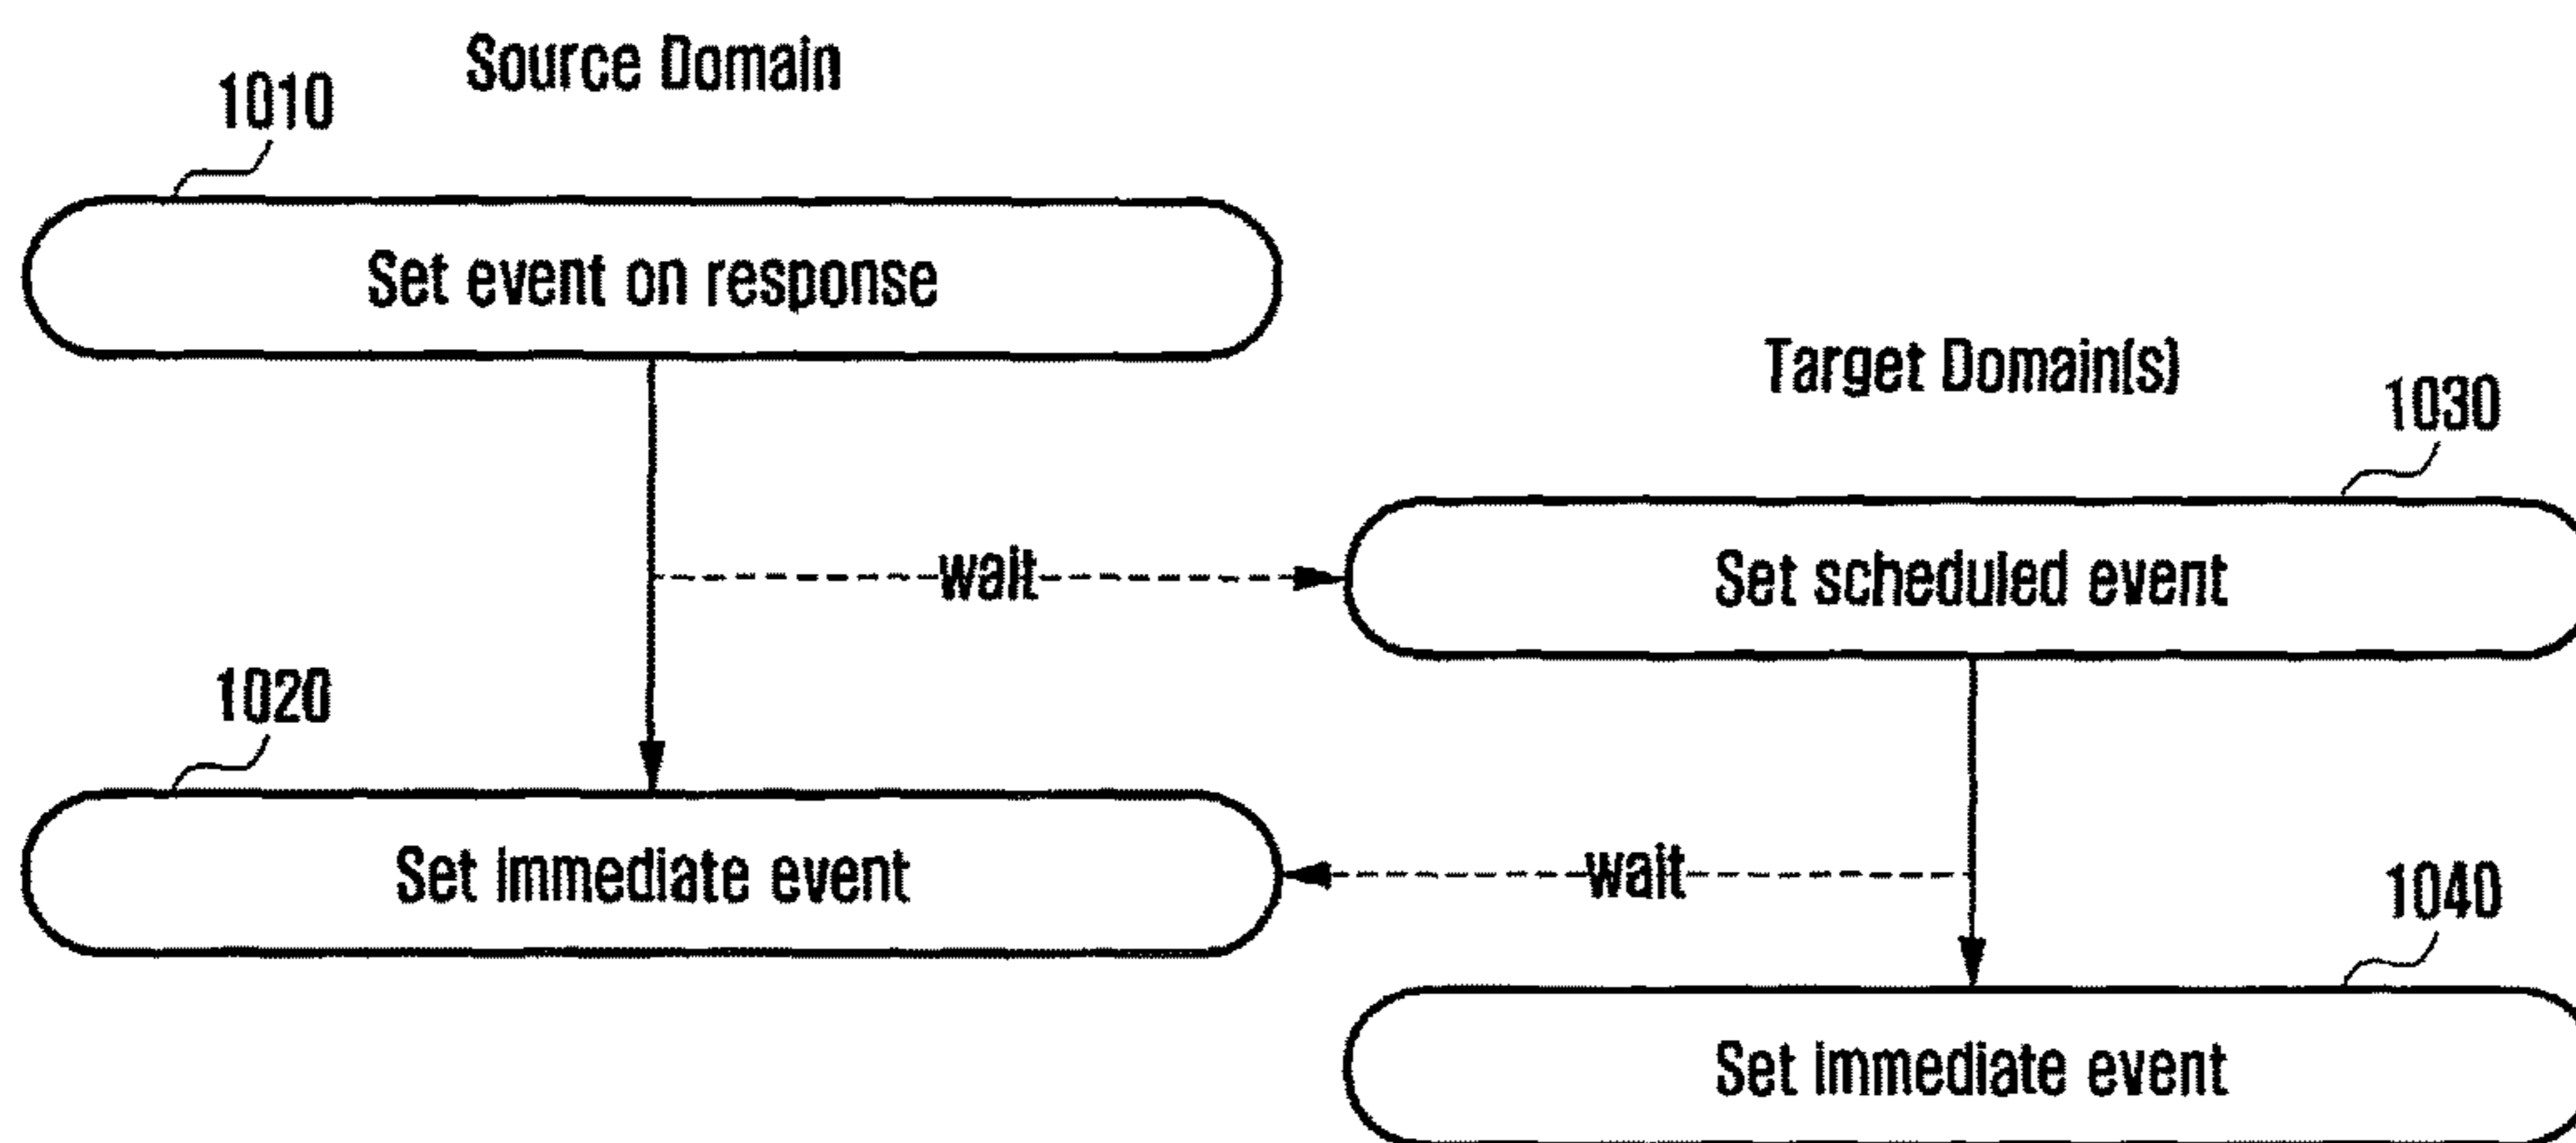 Source Domain
1010
Set event on response
Target Domain(s)
1030
wait
Set scheduled event
1020
Set immediate event
wait
1040
Set immediate event